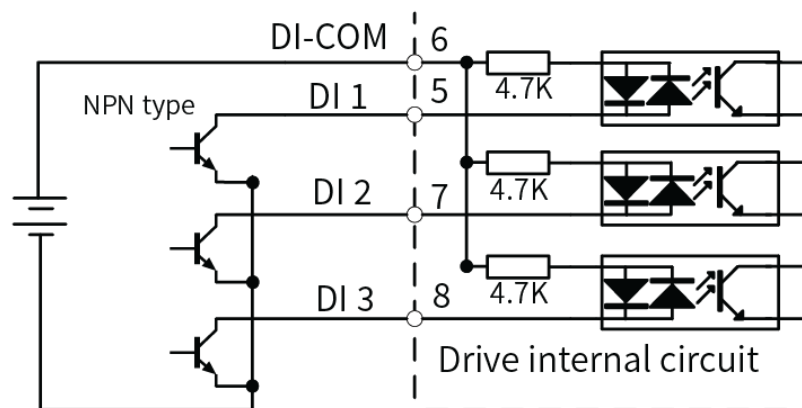 DI-COM 6
4.7K
NPN type
DI 1 5
DI 2 7
4.7K
DI 3 8
4.7K
Drive internal circuit